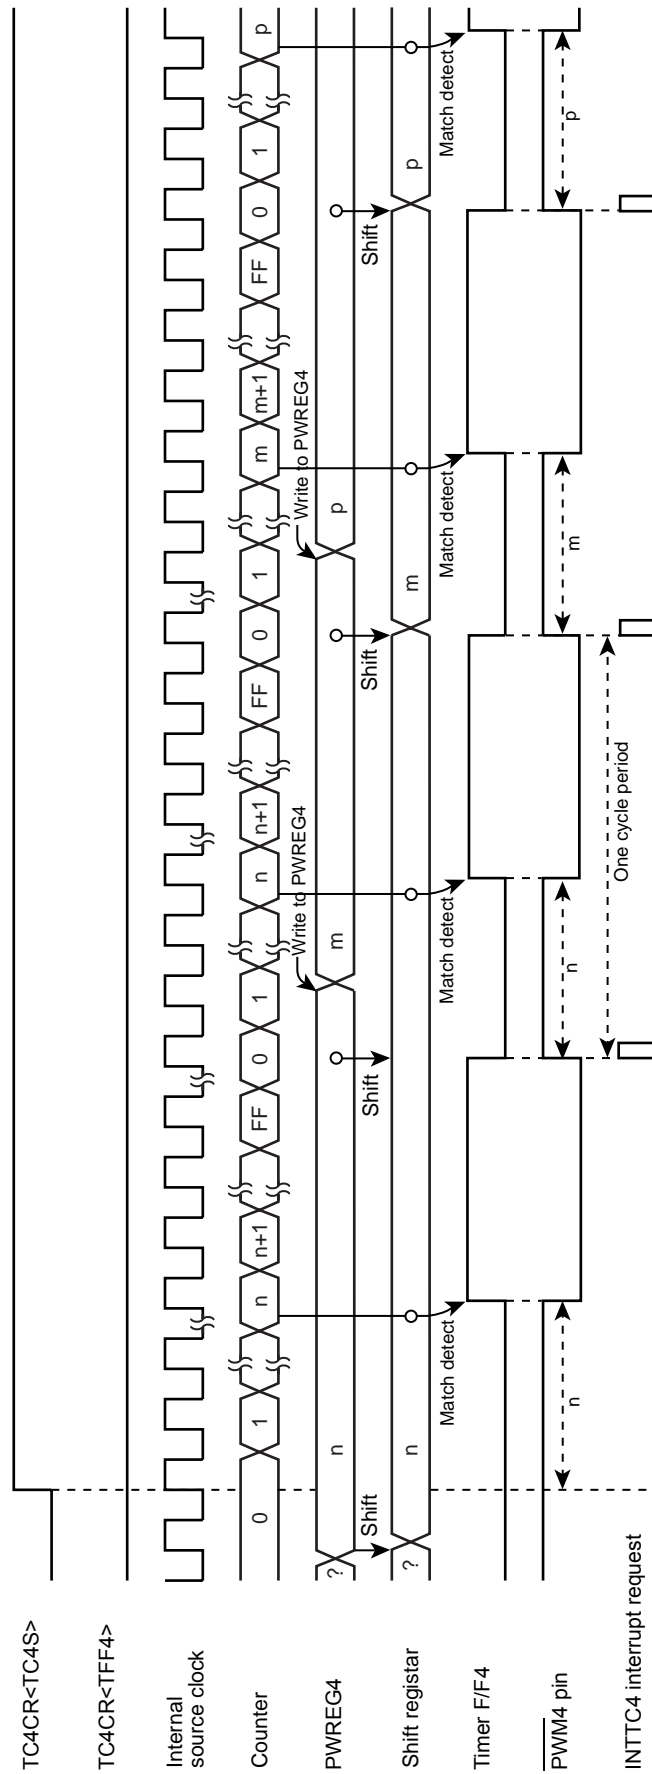 TC4CR<TC4S>
TC4CR<TFF4>
Internal
source clock
Counter
0
1
n
n+1
FF
0
1
n
n+1
FF
0
1
m
m+1
FF
0
1
p
Write to PWREG4
Write to PWREG4
PWREG4
?
n
m
p
Shift
Shift
Shift
Shift
Shift registar
?
n
m
p
Match detect
Match detect
Match detect
Match detect
Timer F/F4
PWM4 pin
n
n
m
p
One cycle period
INTTC4 interrupt request